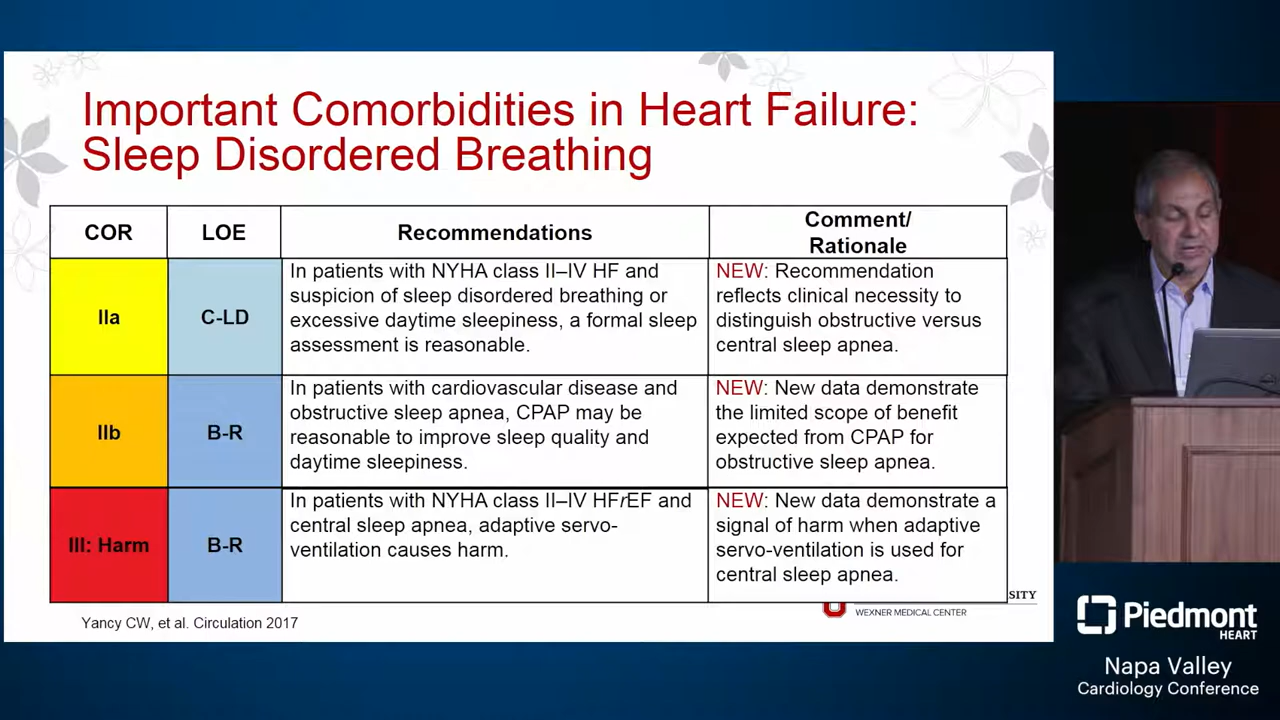 Important Comorbidities in Heart Failure:
Sleep Disordered Breathing
COR
LOE
Recommendations
Comment/
Rationale
IIa
C-LD
In patients with NYHA class II–IV HF and
suspicion of sleep disordered breathing or
excessive daytime sleepiness, a formal sleep
assessment is reasonable.
NEW: Recommendation
reflects clinical necessity to
distinguish obstructive versus
central sleep apnea.
IIb
B-R
In patients with cardiovascular disease and
obstructive sleep apnea, CPAP may be
reasonable to improve sleep quality and
daytime sleepiness.
NEW: New data demonstrate
the limited scope of benefit
expected from CPAP for
obstructive sleep apnea.
III: Harm
B-R
In patients with NYHA class II–IV HFrEF and
central sleep apnea, adaptive servo-
ventilation causes harm.
NEW: New data demonstrate a
signal of harm when adaptive
servo-ventilation is used for
central sleep apnea.
SITY
WEXNER MEDICAL CENTER
Yancy CW, et al. Circulation 2017
Piedmont
HEART
Napa Valley
Cardiology Conference